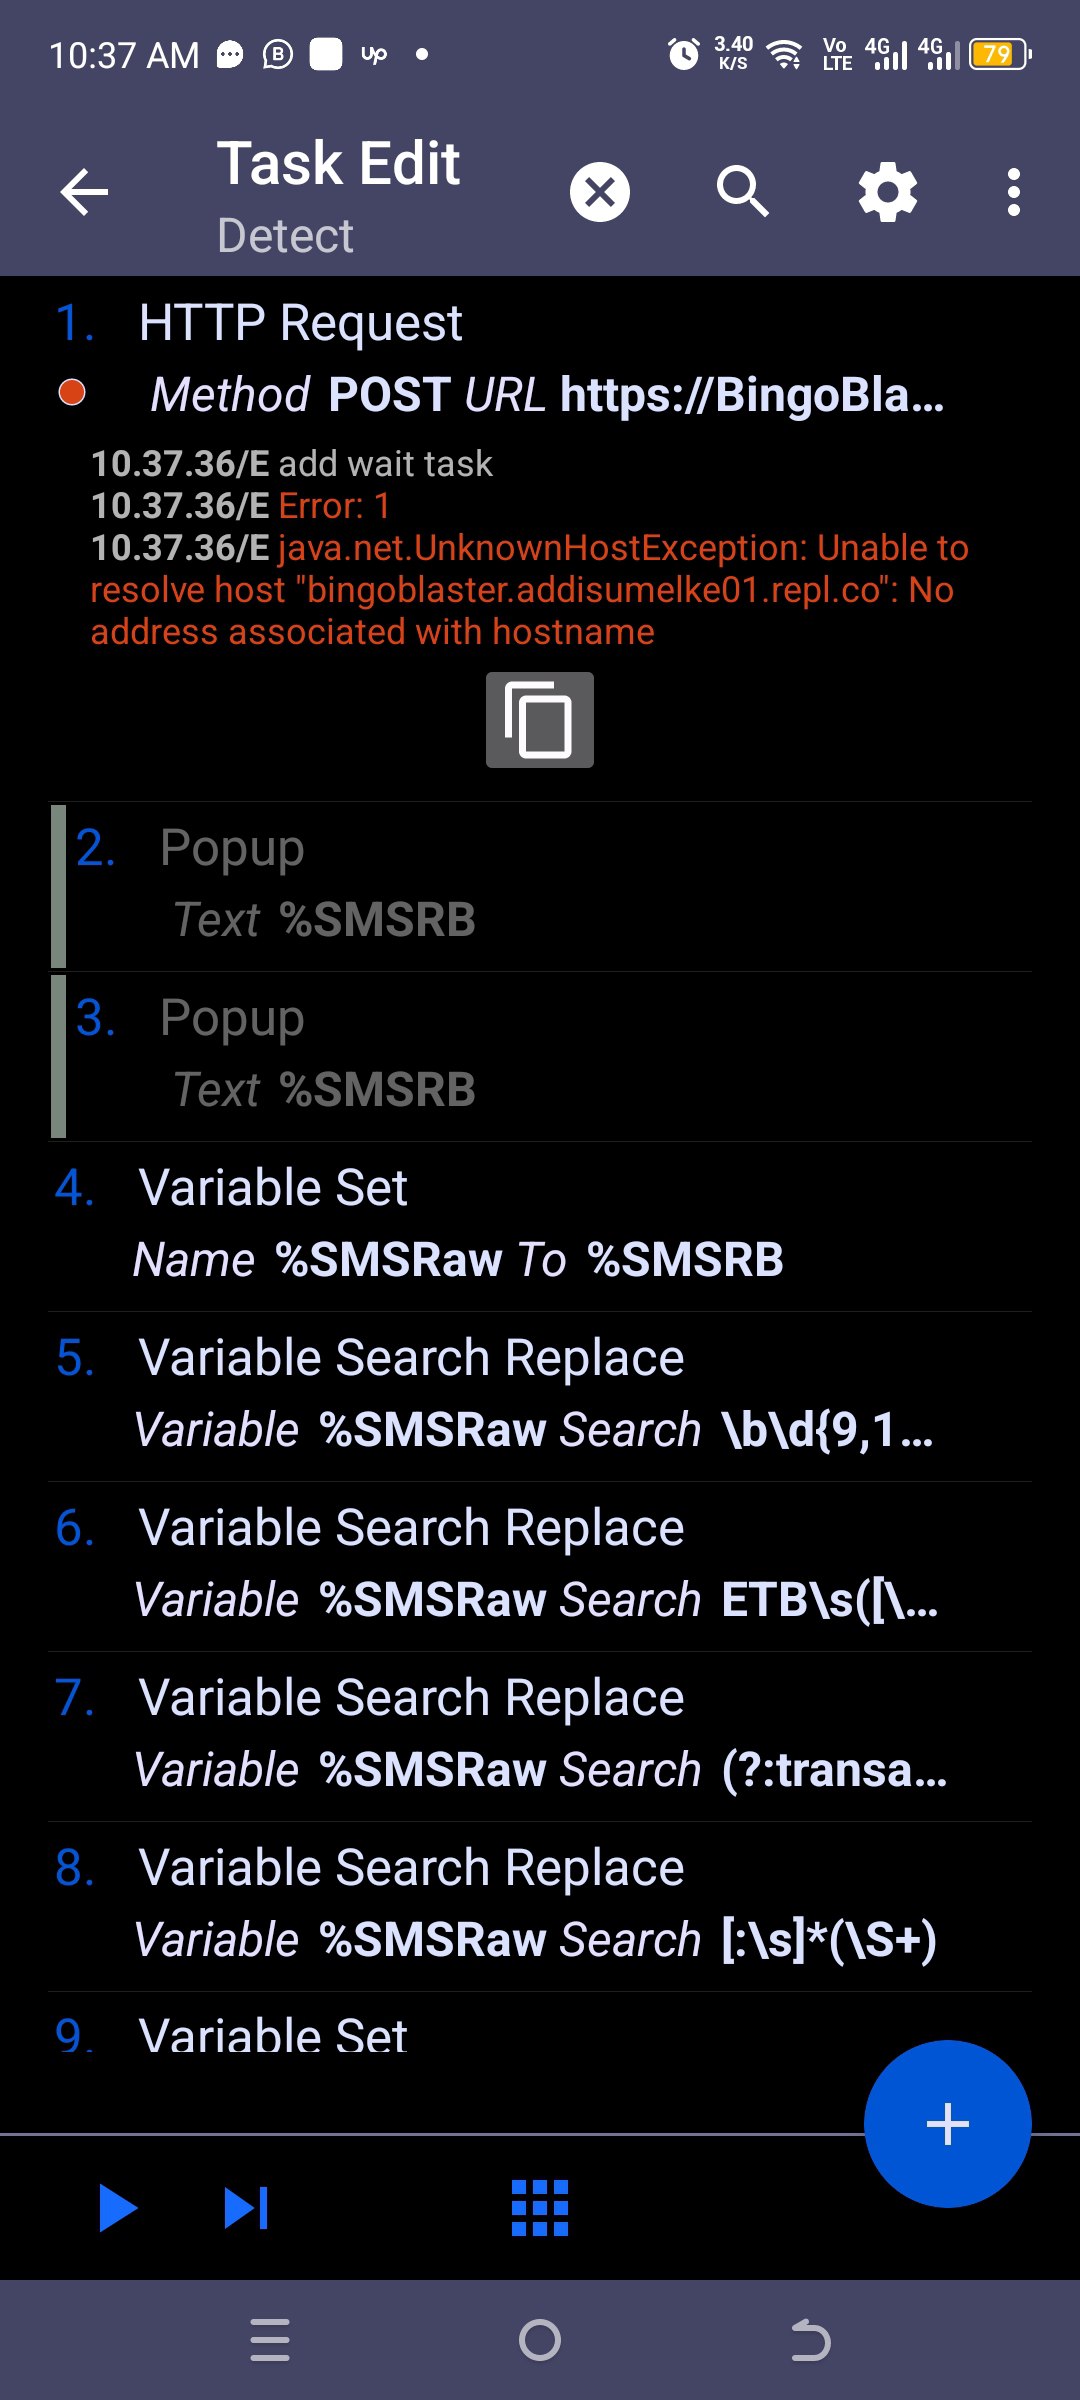 10:37 AM
3.40 K/S
Vo LTE
4G
4G
79
Task Edit
Detect
1. HTTP Request
Method POST URL https://BingoBla...
10.37.36/E add wait task
10.37.36/E Error: 1
10.37.36/E java.net.UnknownHostException: Unable to
resolve host "bingoblaster.addisumelke01.repl.co": No
address associated with hostname
2. Popup
Text %SMSRB
3. Popup
Text %SMSRB
4. Variable Set
Name %SMSRaw To %SMSRB
5. Variable Search Replace
Variable %SMSRaw Search \b\d{9,1...
6. Variable Search Replace
Variable %SMSRaw Search ETB\s([\...
7. Variable Search Replace
Variable %SMSRaw Search (?:transa...
8. Variable Search Replace
Variable %SMSRaw Search [:\s]*(\S+)
9. Variable Set